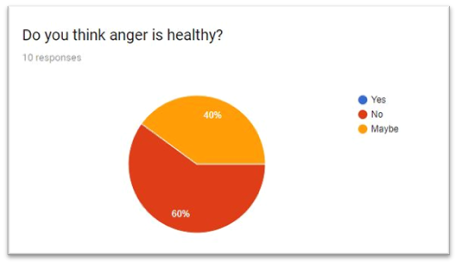 Do you think anger is healthy?
10 responses
Yes
No
Maybe
40%
60%